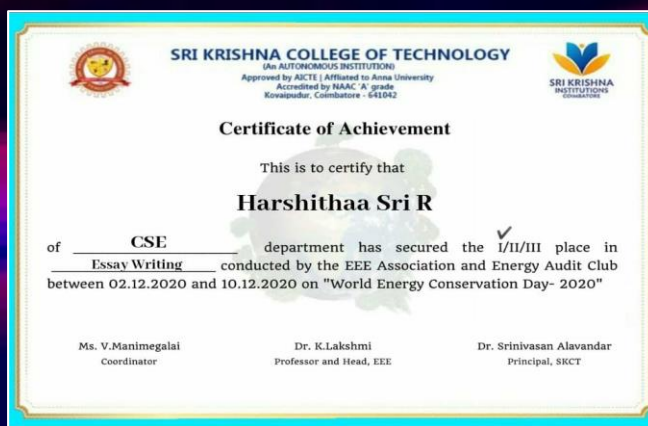 SRI KRISHNA COLLEGE OF TECHNOLOGY
(An AUTONOMOUS INSTITUTION)
Approved by AICTE | Affliated to Anna University
Accredited by NAAC 'A' grade
Kovaipudur, Coimbatore - 641042
SRI KRISHNA
INSTITUTIONS
COIMBATORE
Certificate of Achievement
This is to certify that
Harshithaa Sri R
of CSE department has secured the I/II/III place in
Essay Writing conducted by the EEE Association and Energy Audit Club
between 02.12.2020 and 10.12.2020 on "World Energy Conservation Day- 2020"
Ms. V.Manimegalai Dr. K.Lakshmi Dr. Srinivasan Alavandar
Coordinator Professor and Head, EEE Principal, SKCT